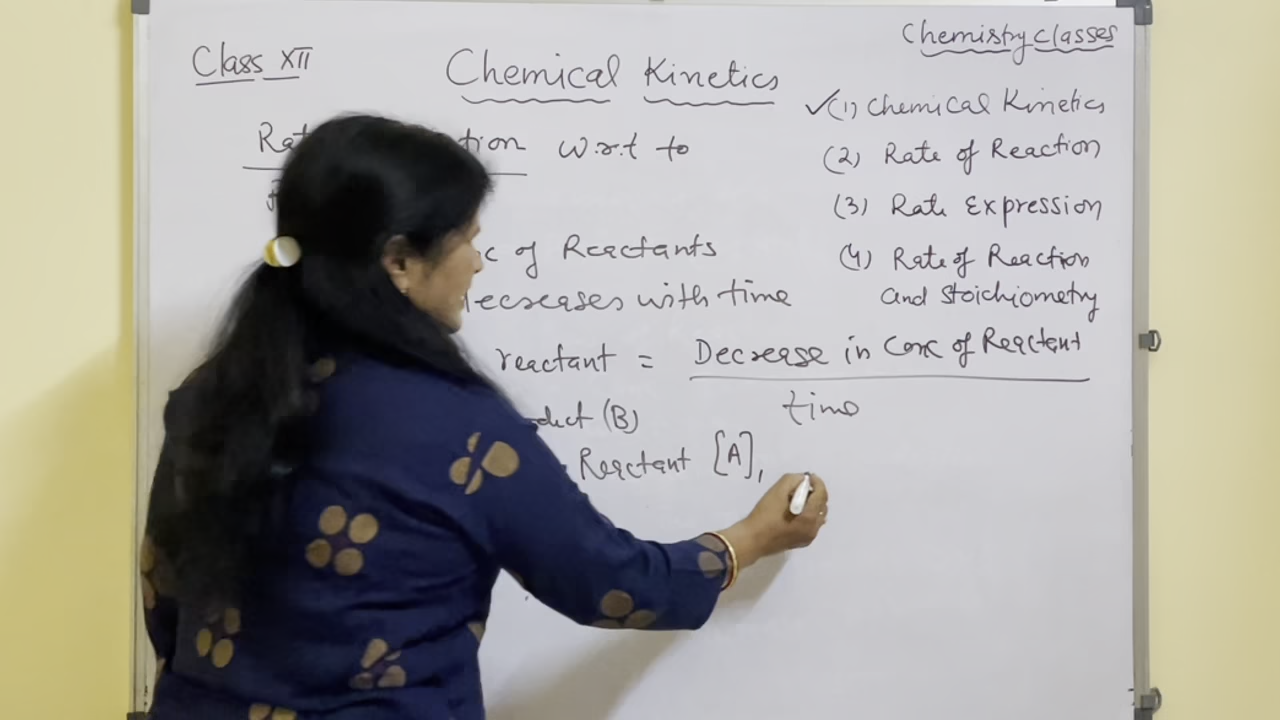 Class XII
Chemical Kinetics
Chemistry classes
✓(1) Chemical Kinetics
(2) Rate of Reaction
(3) Rate Expression
(4) Rate of Reaction
and Stoichiometry
w.r.t to
of Reactants
decreases with time
reactant = Decrease in Conc of Reactant
time
(B)
Reactant [A],